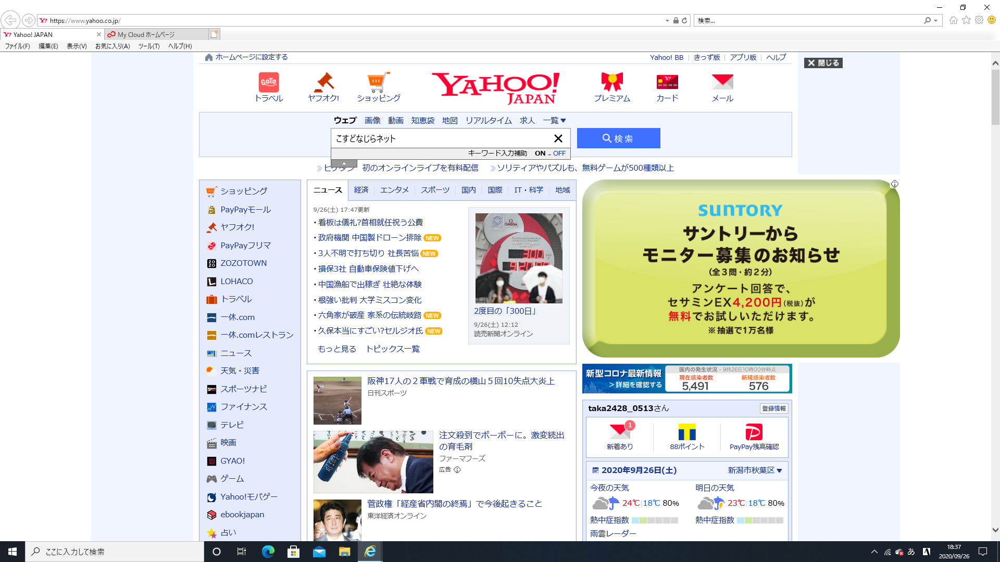 https://www.yahoo.co.jp/
検索...
Yahoo! JAPAN
My Cloud ホームページ
ファイル(F) 編集(E) 表示(V) お気に入り(A) ツール(T) ヘルプ(H)
ホームページに設定する
Yahoo! BB きっず版 アプリ版 ヘルプ
閉じる
GoTo
YAHOO! JAPAN
トラベル ヤフオク! ショッピング プレミアム カード メール
ウェブ 画像 動画 知恵袋 地図 リアルタイム 求人 一覧▼
こすどなじらネット
検索
キーワード入力補助 ON - OFF
初のオンラインライブを有料配信 ソリティアやパズルも、無料ゲームが500種類以上
ショッピング
PayPayモール
ヤフオク!
PayPayフリマ
ZOZOTOWN
LOHACO
トラベル
一休.com
一休.comレストラン
ニュース
天気・災害
スポーツナビ
ファイナンス
テレビ
映画
GYAO!
ゲーム
Yahoo!モバゲー
ebookjapan
占い
ニュース 経済 エンタメ スポーツ 国内 国際 IT・科学 地域
9/26(土) 17:47更新
・看板は儀礼?首相就任祝う公費
・政府機関 中国製ドローン排除 NEW
・3人不明で打ち切り 社長苦悩 NEW
・損保3社 自動車保険値下げへ
・中国漁船で出稼ぎ 壮絶な体験
・根強い批判 大学ミスコン変化
・六角家が破産 家系の伝統岐路 NEW
・久保本当にすごい?セルジオ氏 NEW
もっと見る トピックス一覧
OMEGA
300
2度目の「300日」
9/26(土) 12:12
読売新聞オンライン
阪神17人の２軍戦で育成の横山５回10失点大炎上
日刊スポーツ
注文殺到でボーボーに。激変続出
の育毛剤
ファーマフーズ
広告
菅政権「経産省内閣の終焉」で今後起きること
東洋経済オンライン
SUNTORY
サントリーから
モニター募集のお知らせ
(全３問・約２分)
アンケート回答で、
セサミンEX4,200円(税抜)が
無料でお試しいただけます。
※抽選で1万名様
新型コロナ最新情報
＞詳細を確認する
国内の発生状況 - 9月26日10時00分時点
現在感染者数 新規感染者数
5,491 576
taka2428_0513さん
登録情報
1
新着あり 88ポイント PayPay残高確認
2020年9月26日(土)
新潟市秋葉区▼
今夜の天気 明日の天気
24℃ 18℃ 80% 23℃ 18℃ 80%
熱中症指数 熱中症指数
雨雲レーダー
ここに入力して検索
あ
A
18:37
2020/09/26